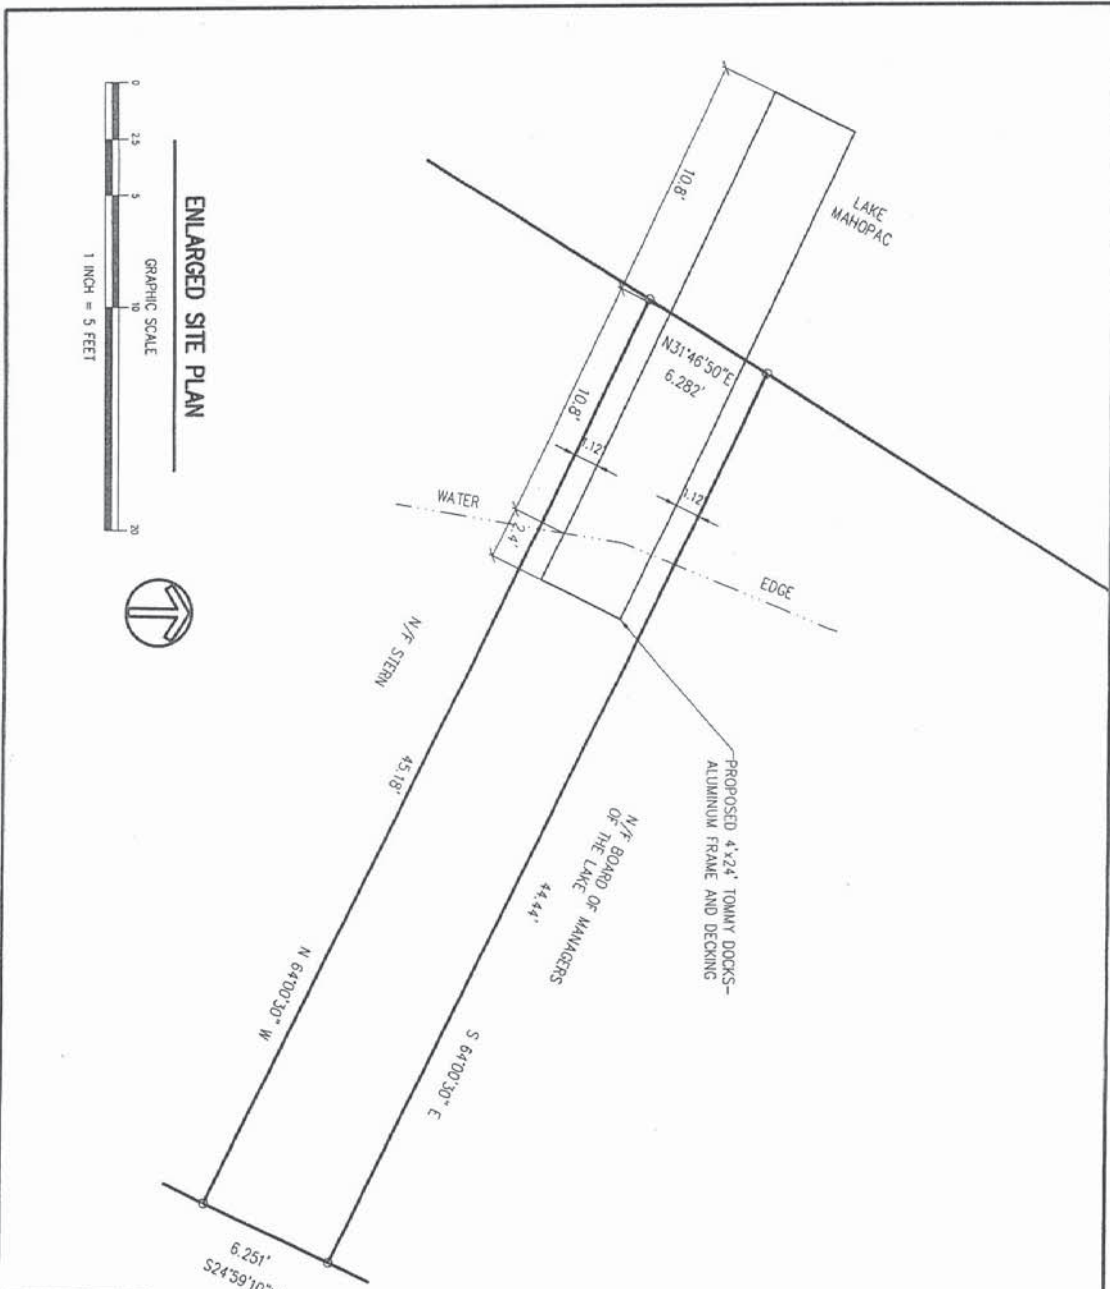 LAKE
MAHOPAC
10.8'
N31°46'50"E
6.282'
10.8'
1.12'
1.12'
WATER
2.4'
EDGE
PROPOSED 4'x24' TOMMY DOCKS-
ALUMINUM FRAME AND DECKING
N/F STERN
45.18'
N 64°00'30" W
N/F BOARD OF MANAGERS
OF THE LAKE
44.44'
S 64°00'30" E
6.251'
S24°59'10"
ENLARGED SITE PLAN
GRAPHIC SCALE
0 2.5 5 10 20
1 INCH = 5 FEET